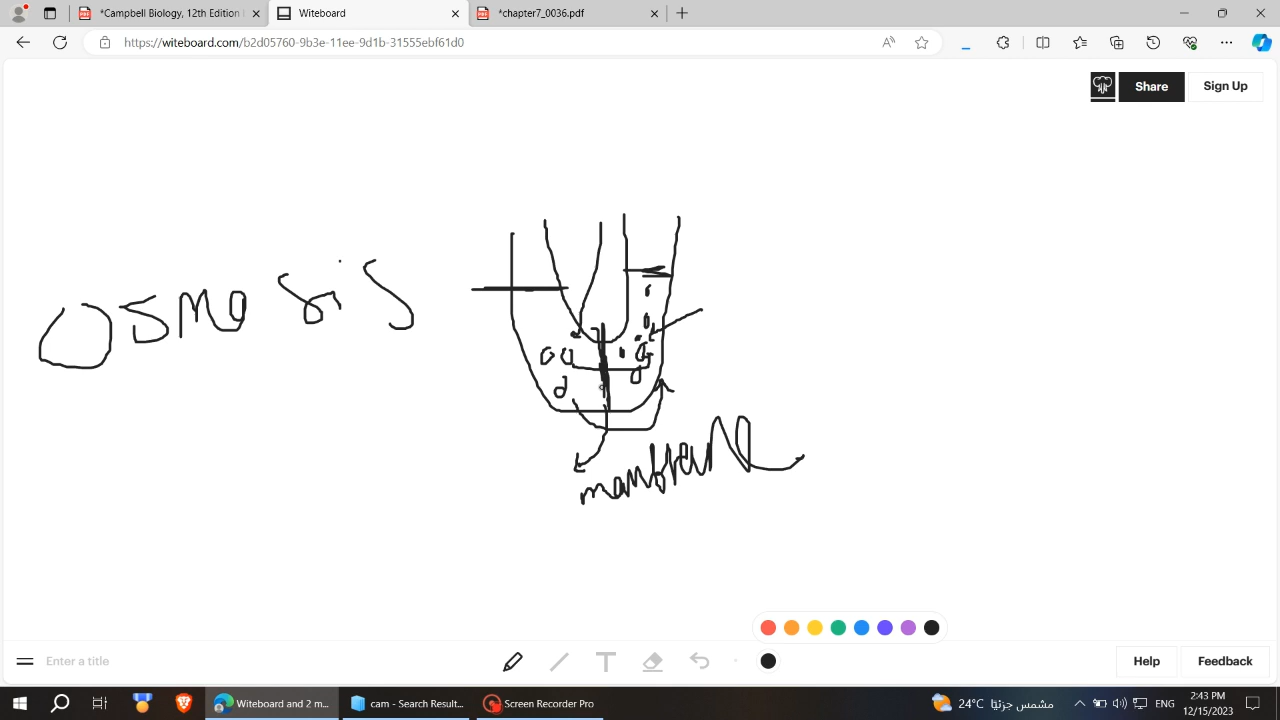 *Campbell Biology, 12th Edition
Witeboard
*chapter7_0036.pdf
https://witeboard.com/b2d05760-9b3e-11ee-9d1b-31555ebf61d0
Share
Sign Up
Osmosis
membrane
Enter a title
Help
Feedback
Witeboard and 2 m...
cam - Search Result...
Screen Recorder Pro
24°C مشمس جزئيًا
ENG
2:43 PM
12/15/2023